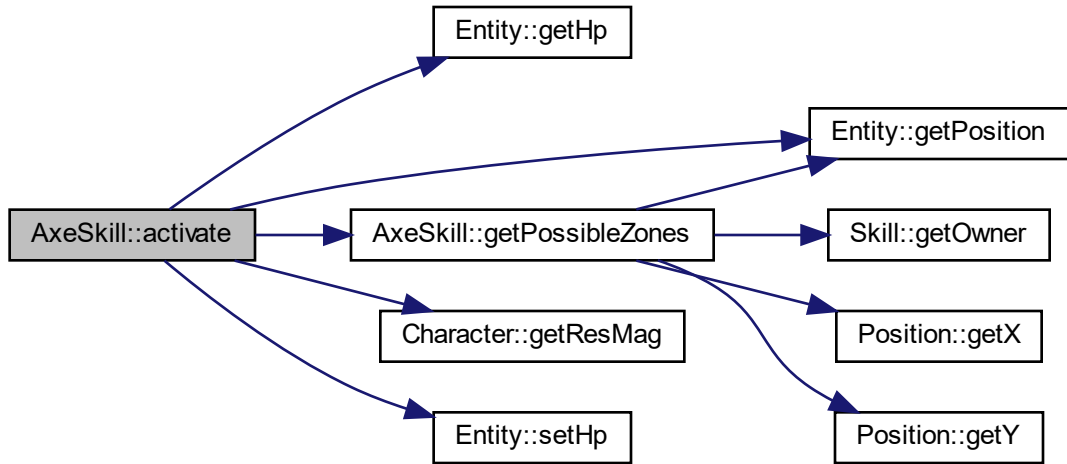 Entity::getHp
Entity::getPosition
AxeSkill::activate
AxeSkill::getPossibleZones
Skill::getOwner
Character::getResMag
Position::getX
Entity::setHp
Position::getY